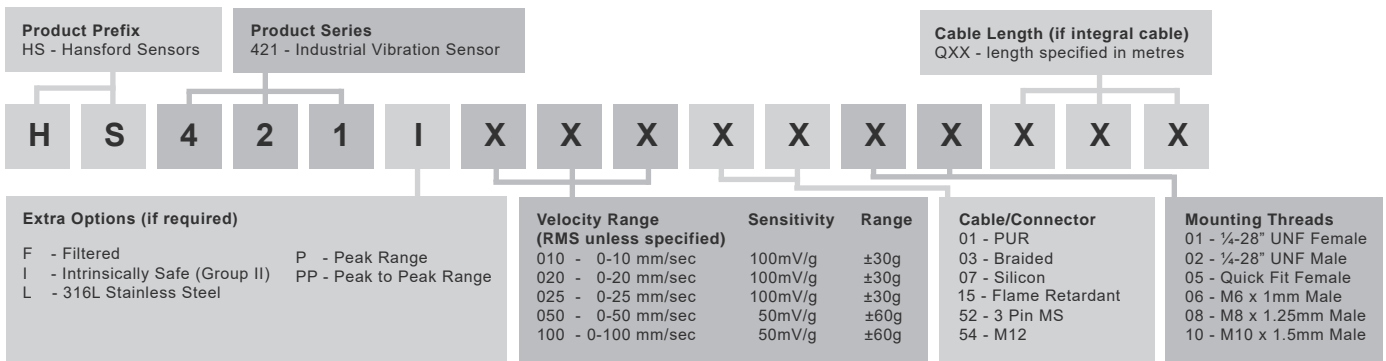 Product Prefix
HS - Hansford Sensors
Product Series
421 - Industrial Vibration Sensor
Cable Length (if integral cable)
QXX - length specified in metres
H S 4 2 1 I X X X X X X X X X X
Extra Options (if required)
F - Filtered
I - Intrinsically Safe (Group II)
L - 316L Stainless Steel
P - Peak Range
PP - Peak to Peak Range
Velocity Range Sensitivity Range
(RMS unless specified)
010 - 0-10 mm/sec 100mV/g ±30g
020 - 0-20 mm/sec 100mV/g ±30g
025 - 0-25 mm/sec 100mV/g ±30g
050 - 0-50 mm/sec 50mV/g ±60g
100 - 0-100 mm/sec 50mV/g ±60g
Cable/Connector
01 - PUR
03 - Braided
07 - Silicon
15 - Flame Retardant
52 - 3 Pin MS
54 - M12
Mounting Threads
01 - ¼-28” UNF Female
02 - ¼-28” UNF Male
05 - Quick Fit Female
06 - M6 x 1mm Male
08 - M8 x 1.25mm Male
10 - M10 x 1.5mm Male